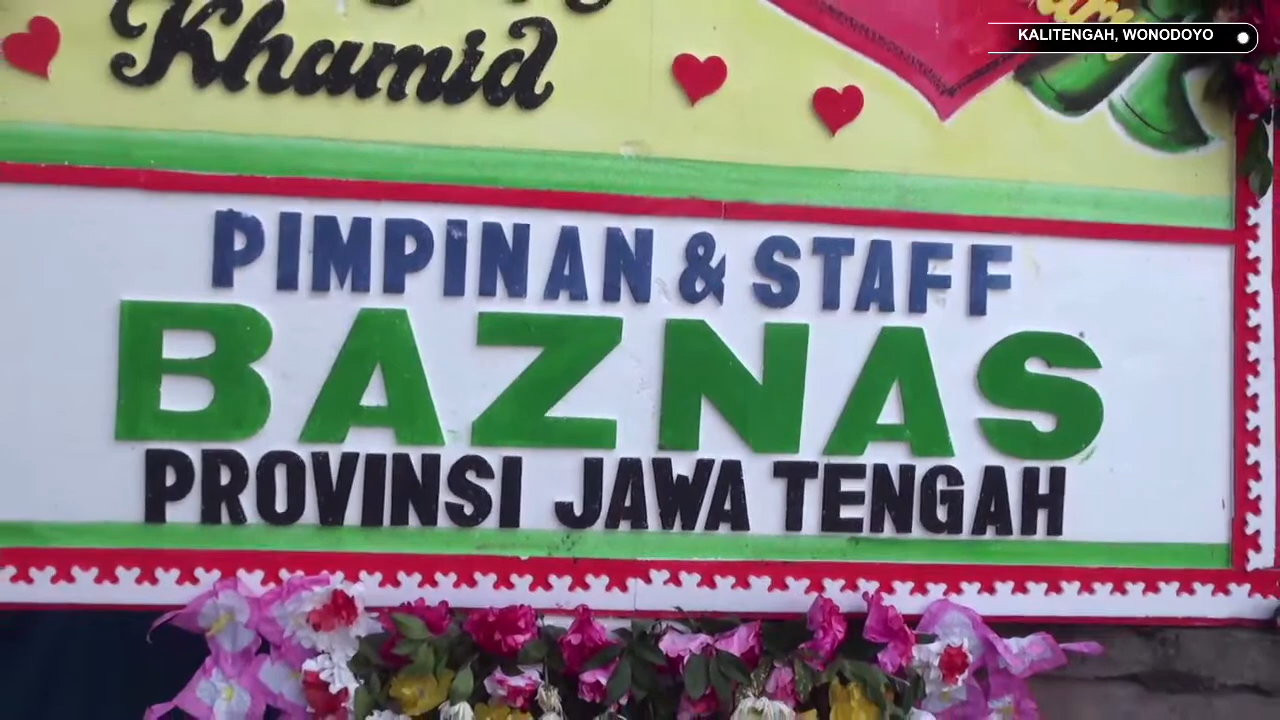 KALITENGAH, WONODOYO
Khamid
PIMPINAN & STAFF
BAZNAS
PROVINSI JAWA TENGAH